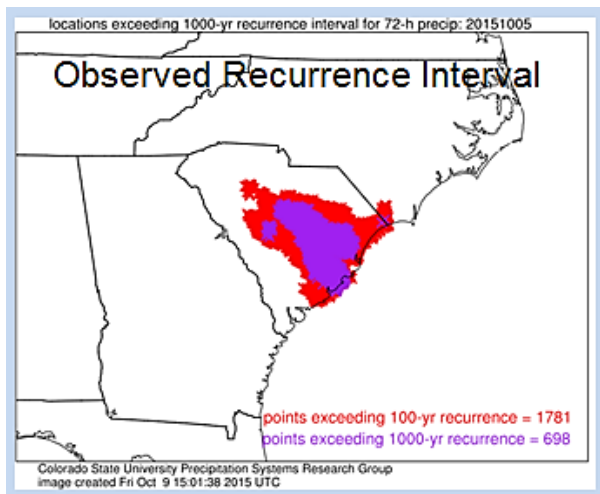 locations exceeding 1000-yr recurrence interval for 72-h precip: 20151005
Observed Recurrence Interval
points exceeding 100-yr recurrence = 1781
points exceeding 1000-yr recurrence = 698
Colorado State University Precipitation Systems Research Group
image created Fri Oct 9 15:01:38 2015 UTC